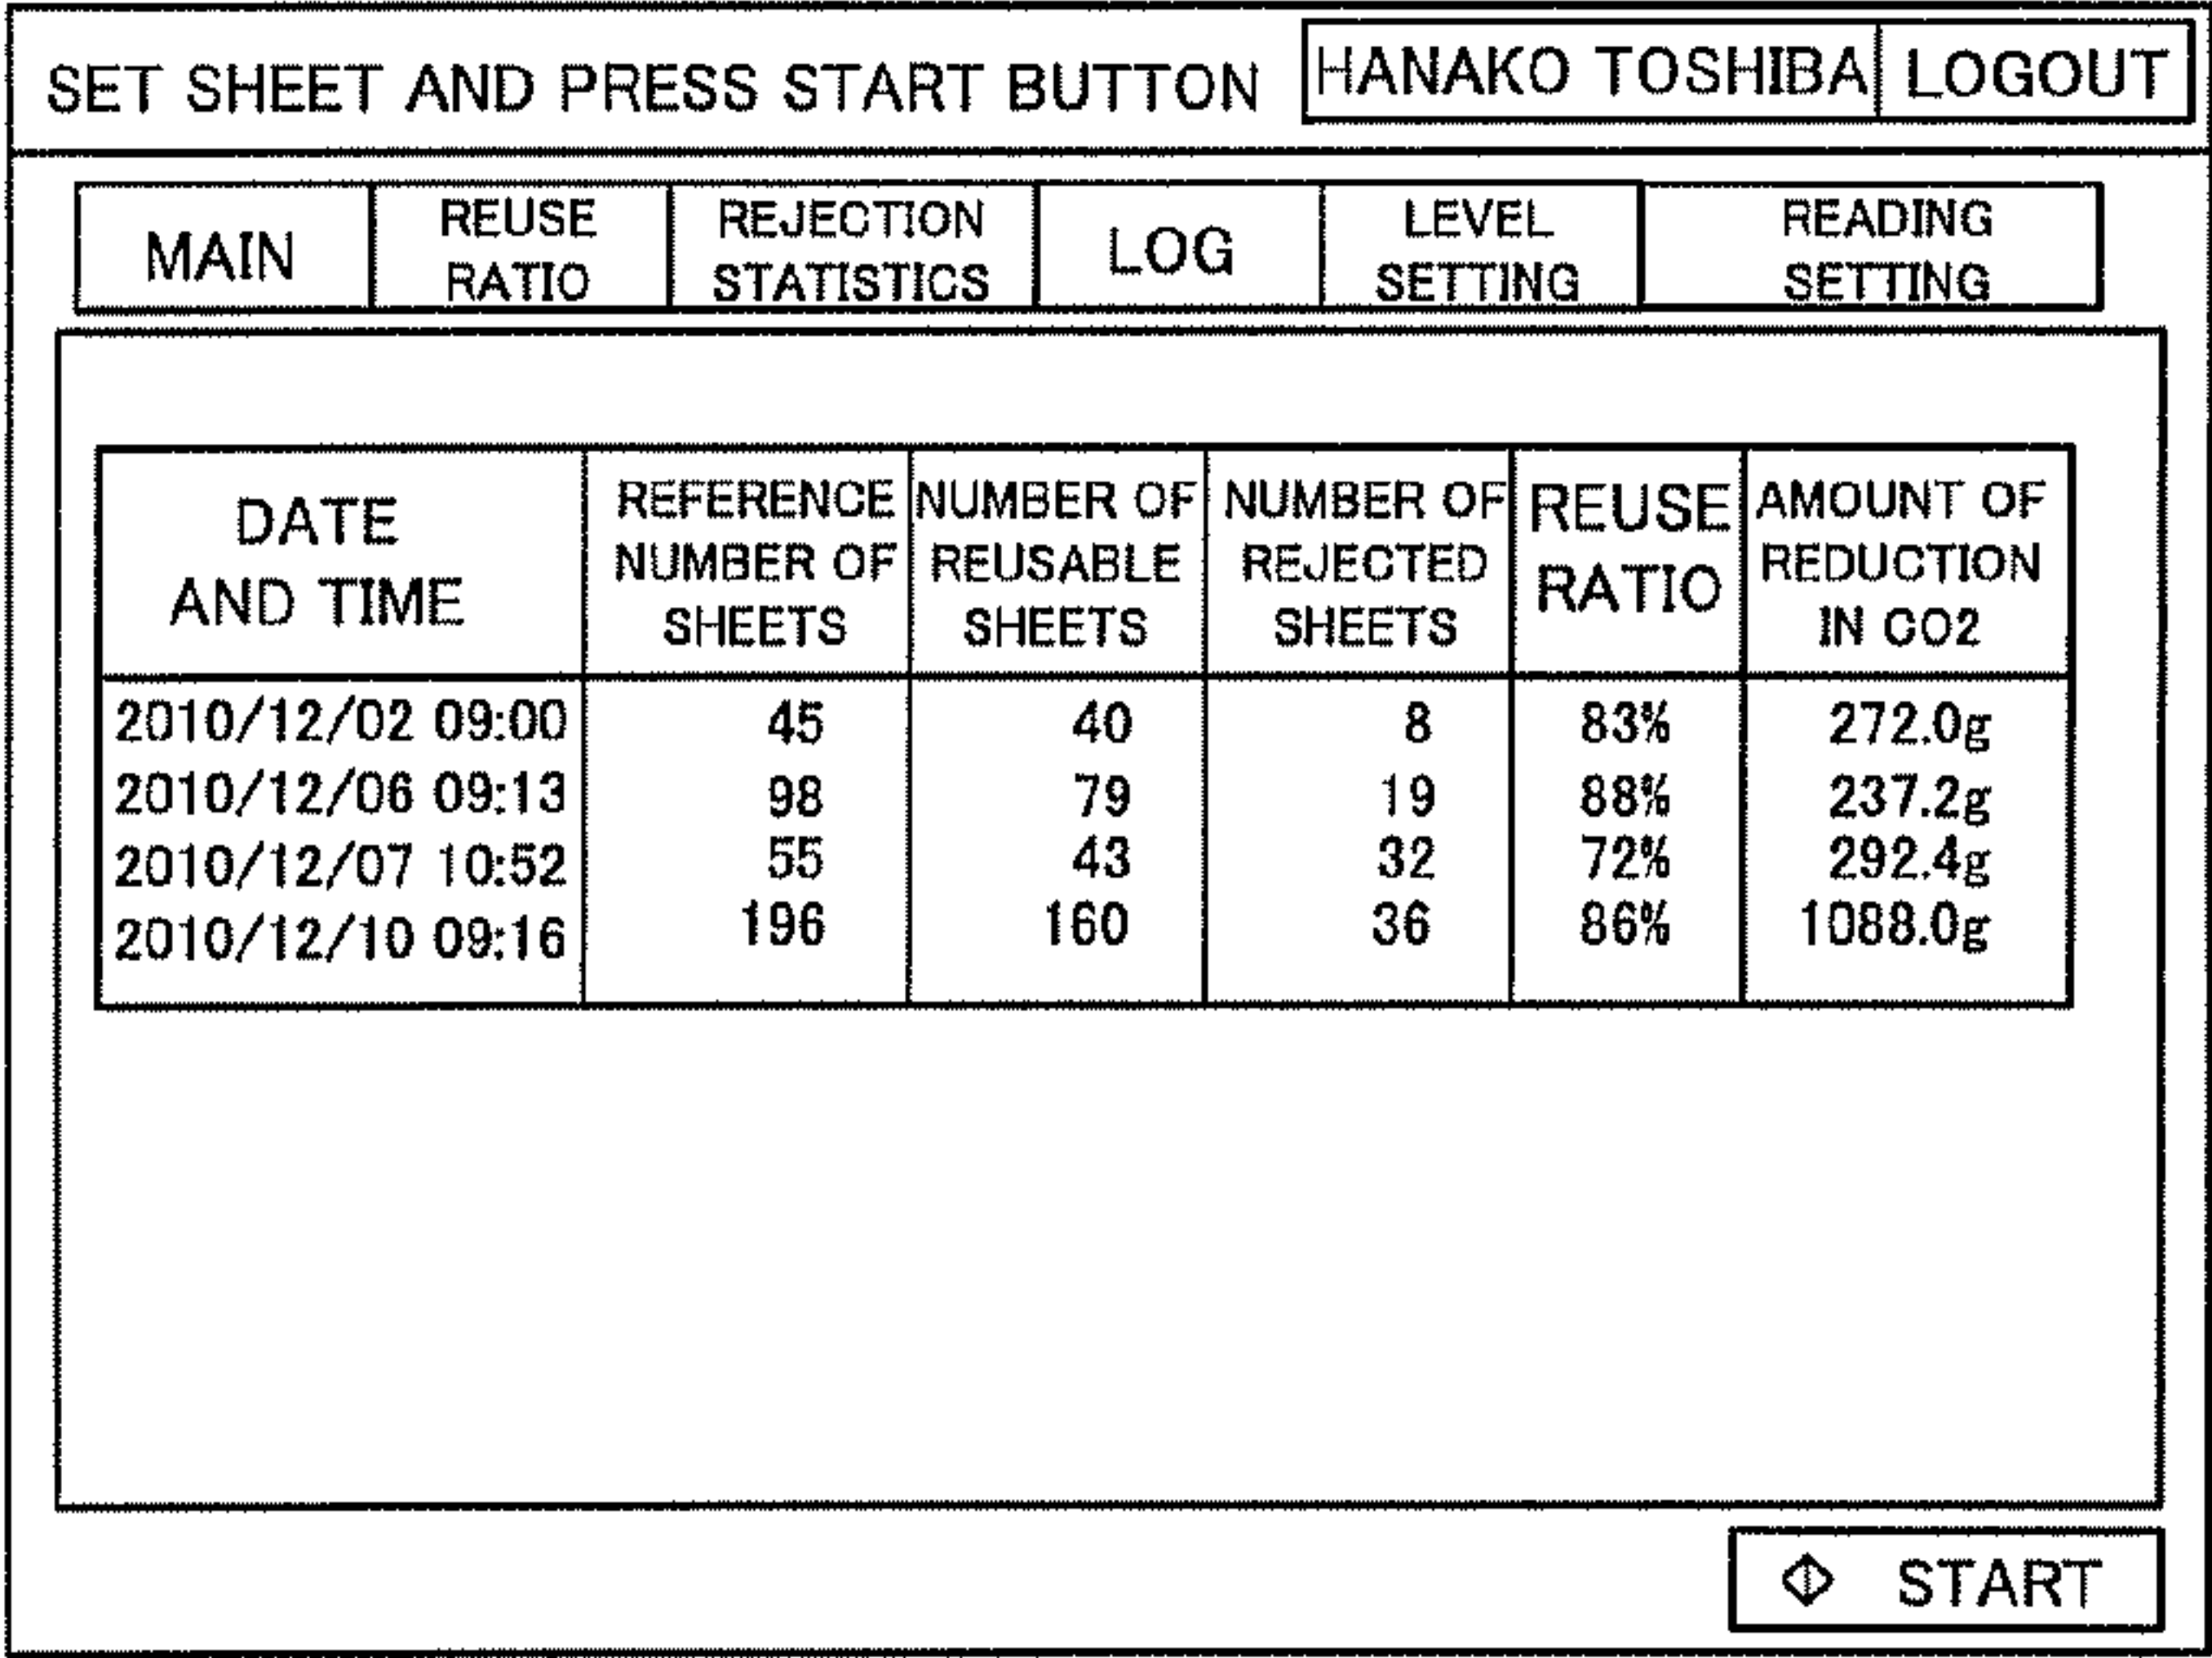 SET SHEET AND PRESS START BUTTON HANAKO TOSHIBA LOGOUT
MAIN REUSE RATIO REJECTION STATISTICS LOG LEVEL SETTING READING SETTING
DATE AND TIME REFERENCE NUMBER OF SHEETS NUMBER OF REUSABLE SHEETS NUMBER OF REJECTED SHEETS REUSE RATIO AMOUNT OF REDUCTION IN CO2
2010/12/02 09:00 45 40 8 83% 272.0g
2010/12/06 09:13 98 79 19 88% 237.2g
2010/12/07 10:52 55 43 32 72% 292.4g
2010/12/10 09:16 196 160 36 86% 1088.0g
START